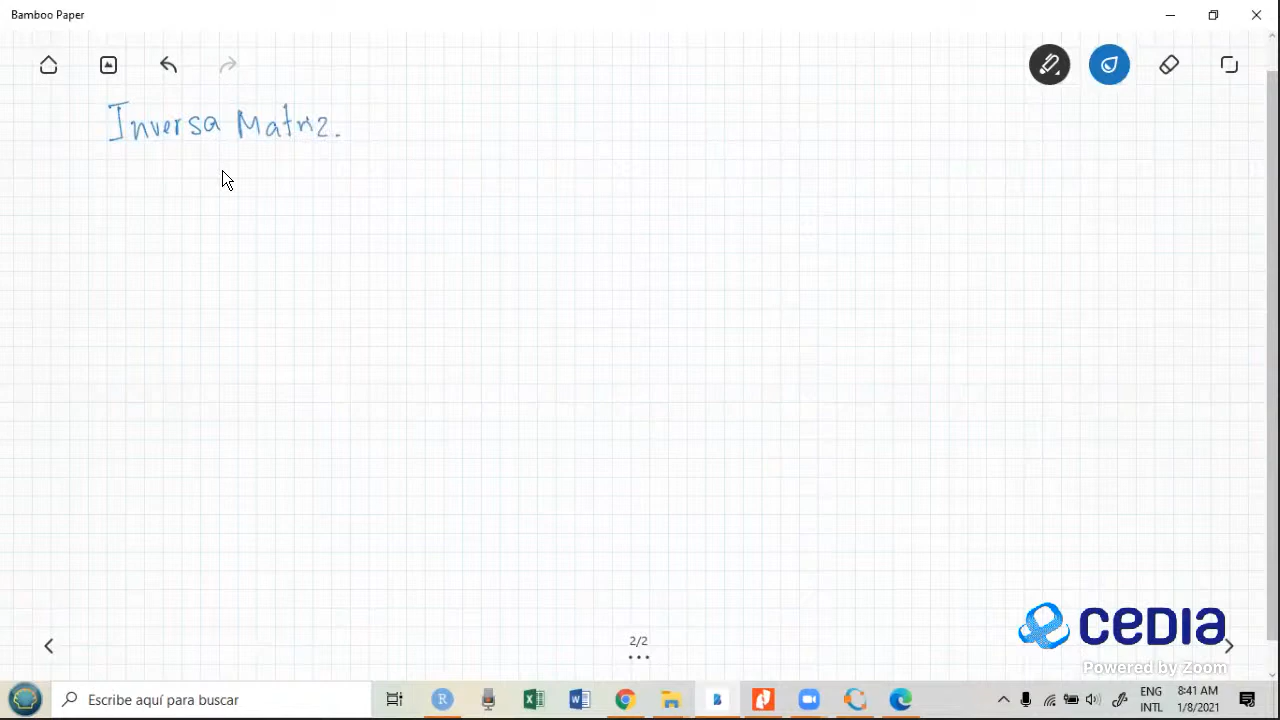 Bamboo Paper
Inversa Matriz.
2/2
CEDIA
Powered by Zoom
Escribe aquí para buscar
ENG
INTL
8:41 AM
1/8/2021